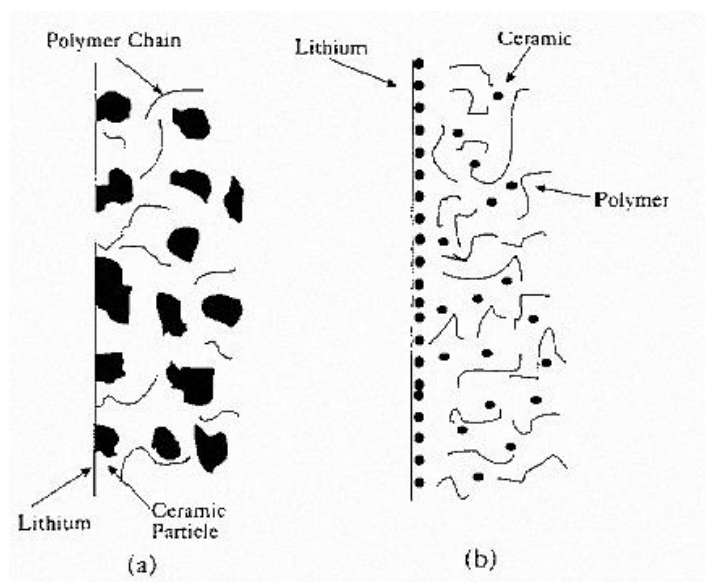 Polymer Chain
Lithium
Ceramic
Polymer
Lithium
Ceramic
Particle
(a)
(b)